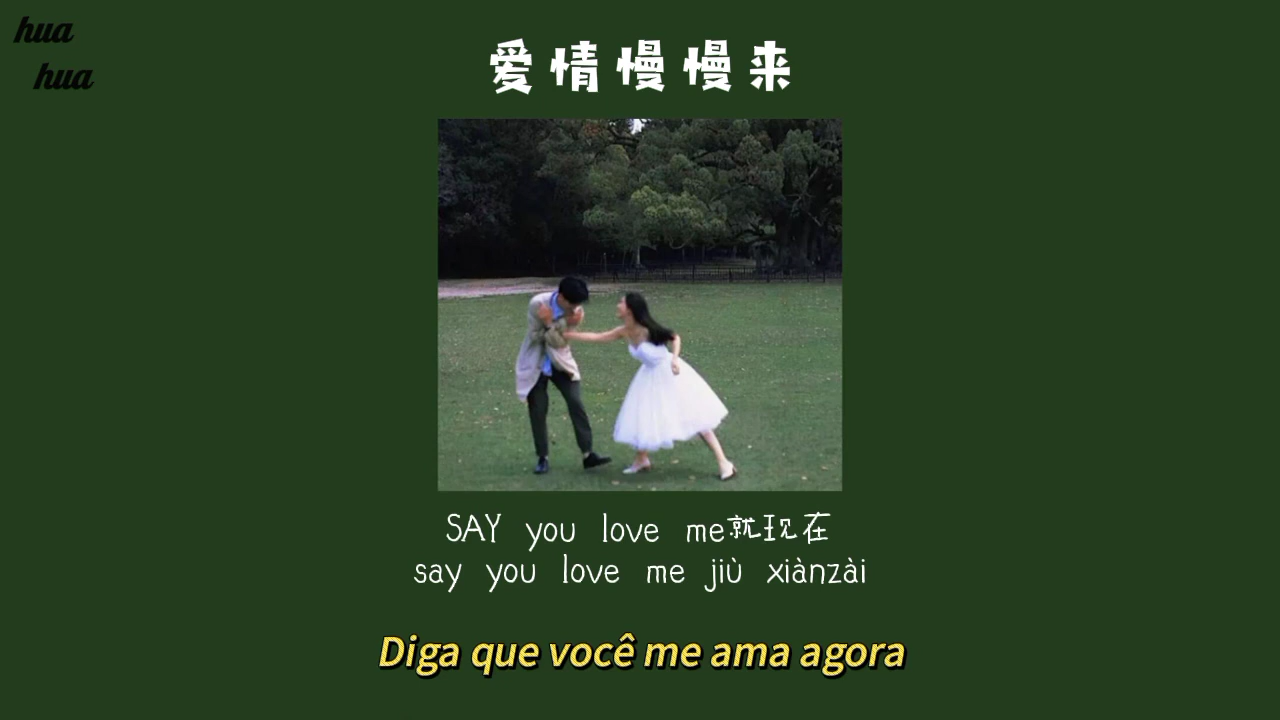 hua
hua
爱情慢慢来
SAY you love me就现在
say you love me jiù xiànzài
Diga que você me ama agora